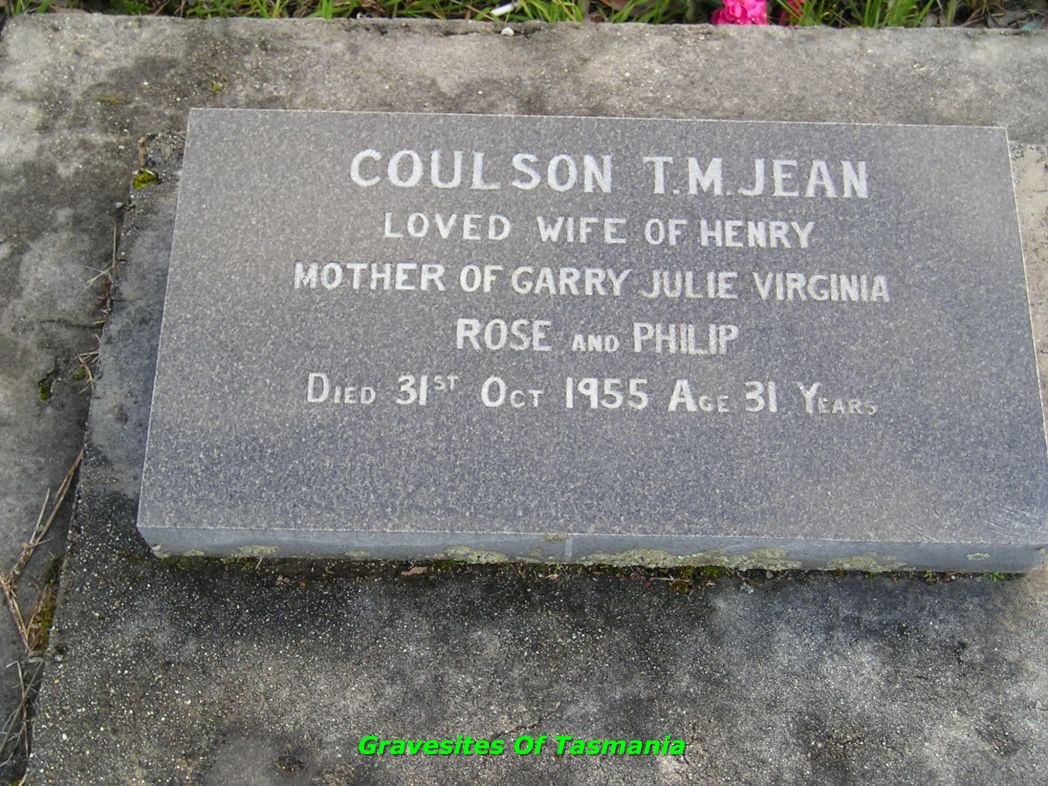 COULSON T.M. JEAN
LOVED WIFE OF HENRY
MOTHER OF GARRY JULIE VIRGINIA
ROSE AND PHILIP
DIED 31ST OCT 1955 AGE 31 YEARS
Gravesites Of Tasmania